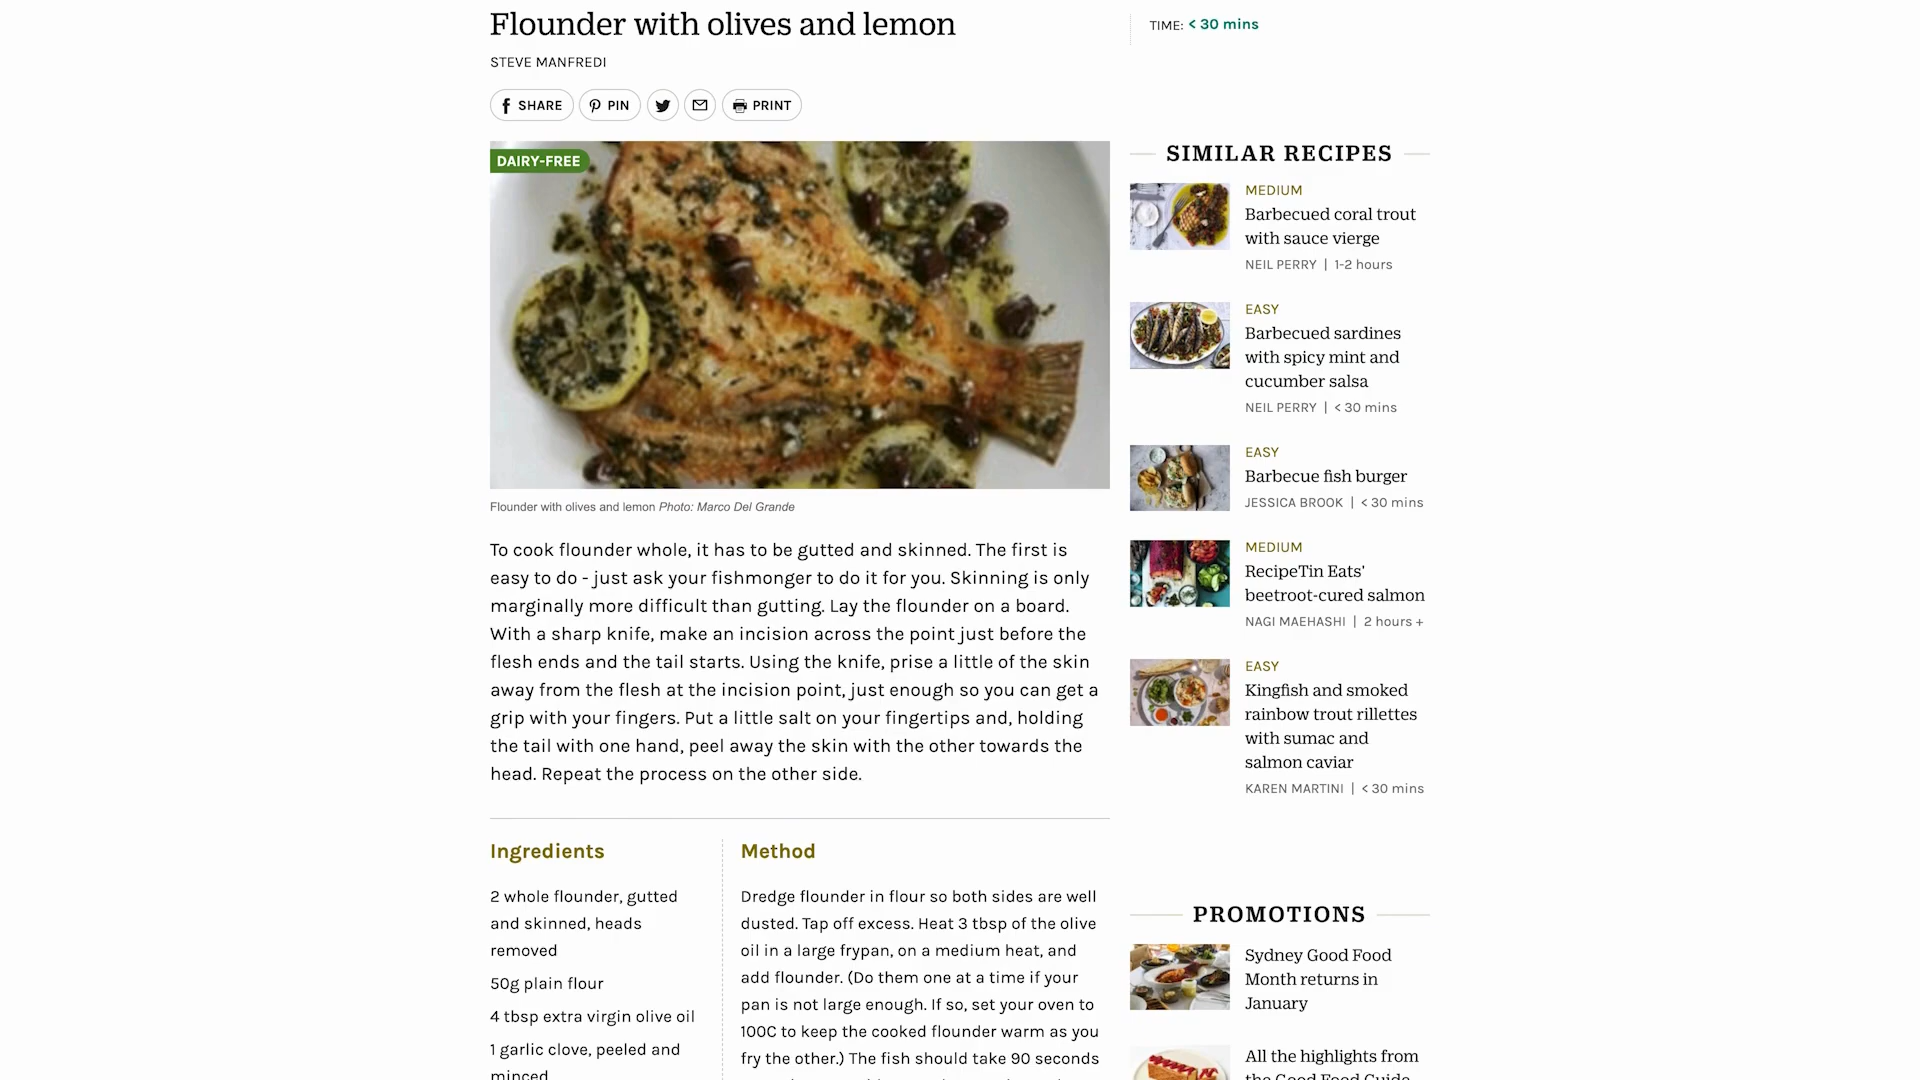 Flounder with olives and lemon
STEVE MANFREDI
SHARE
PIN
PRINT
DAIRY-FREE
Flounder with olives and lemon Photo: Marco Del Grande
To cook flounder whole, it has to be gutted and skinned. The first is
easy to do - just ask your fishmonger to do it for you. Skinning is only
marginally more difficult than gutting. Lay the flounder on a board.
With a sharp knife, make an incision across the point just before the
flesh ends and the tail starts. Using the knife, prise a little of the skin
away from the flesh at the incision point, just enough so you can get a
grip with your fingers. Put a little salt on your fingertips and, holding
the tail with one hand, peel away the skin with the other towards the
head. Repeat the process on the other side.
Ingredients
2 whole flounder, gutted
and skinned, heads
removed
50g plain flour
4 tbsp extra virgin olive oil
1 garlic clove, peeled and
minced
Method
Dredge flounder in flour so both sides are well
dusted. Tap off excess. Heat 3 tbsp of the olive
oil in a large frypan, on a medium heat, and
add flounder. (Do them one at a time if your
pan is not large enough. If so, set your oven to
100C to keep the cooked flounder warm as you
fry the other.) The fish should take 90 seconds
TIME: < 30 mins
SIMILAR RECIPES
MEDIUM
Barbecued coral trout
with sauce vierge
NEIL PERRY | 1-2 hours
EASY
Barbecued sardines
with spicy mint and
cucumber salsa
NEIL PERRY | < 30 mins
EASY
Barbecue fish burger
JESSICA BROOK | < 30 mins
MEDIUM
RecipeTin Eats'
beetroot-cured salmon
NAGI MAEHASHI | 2 hours +
EASY
Kingfish and smoked
rainbow trout rillettes
with sumac and
salmon caviar
KAREN MARTINI | < 30 mins
PROMOTIONS
Sydney Good Food
Month returns in
January
All the highlights from
the Good Food Guide